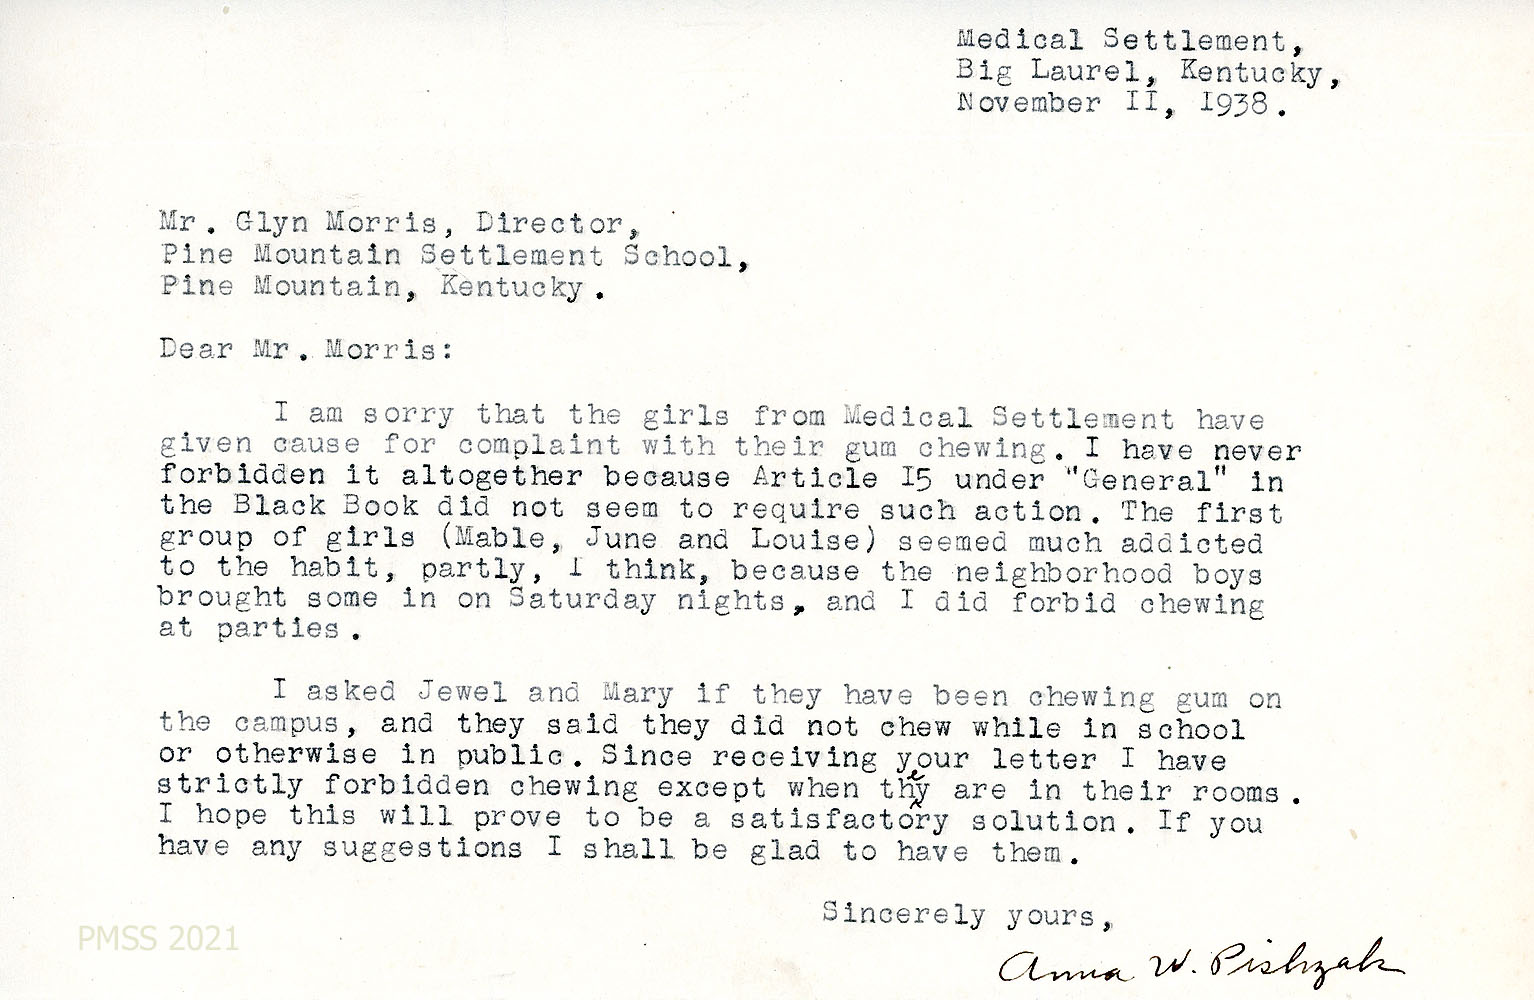 Medical Settlement,
Big Laurel, Kentucky,
November II, I938.
Mr. Glyn Morris, Director,
Pine Mountain Settlement School,
Pine Mountain, Kentucky.
Dear Mr. Morris:
I am sorry that the girls from Medical Settlement have
given cause for complaint with their gum chewing. I have never
forbidden it altogether because Article I5 under "General" in
the Black Book did not seem to require such action. The first
group of girls (Mable, June and Louise) seemed much addicted
to the habit, partly, I think, because the neighborhood boys
brought some in on Saturday nights, and I did forbid chewing
at parties.
I asked Jewel and Mary if they have been chewing gum on
the campus, and they said they did not chew while in school
or otherwise in public. Since receiving your letter I have
strictly forbidden chewing except when they are in their rooms.
I hope this will prove to be a satisfactory solution. If you
have any suggestions I shall be glad to have them.
Sincerely yours,
Anna W. Pishzak
PMSS 2021